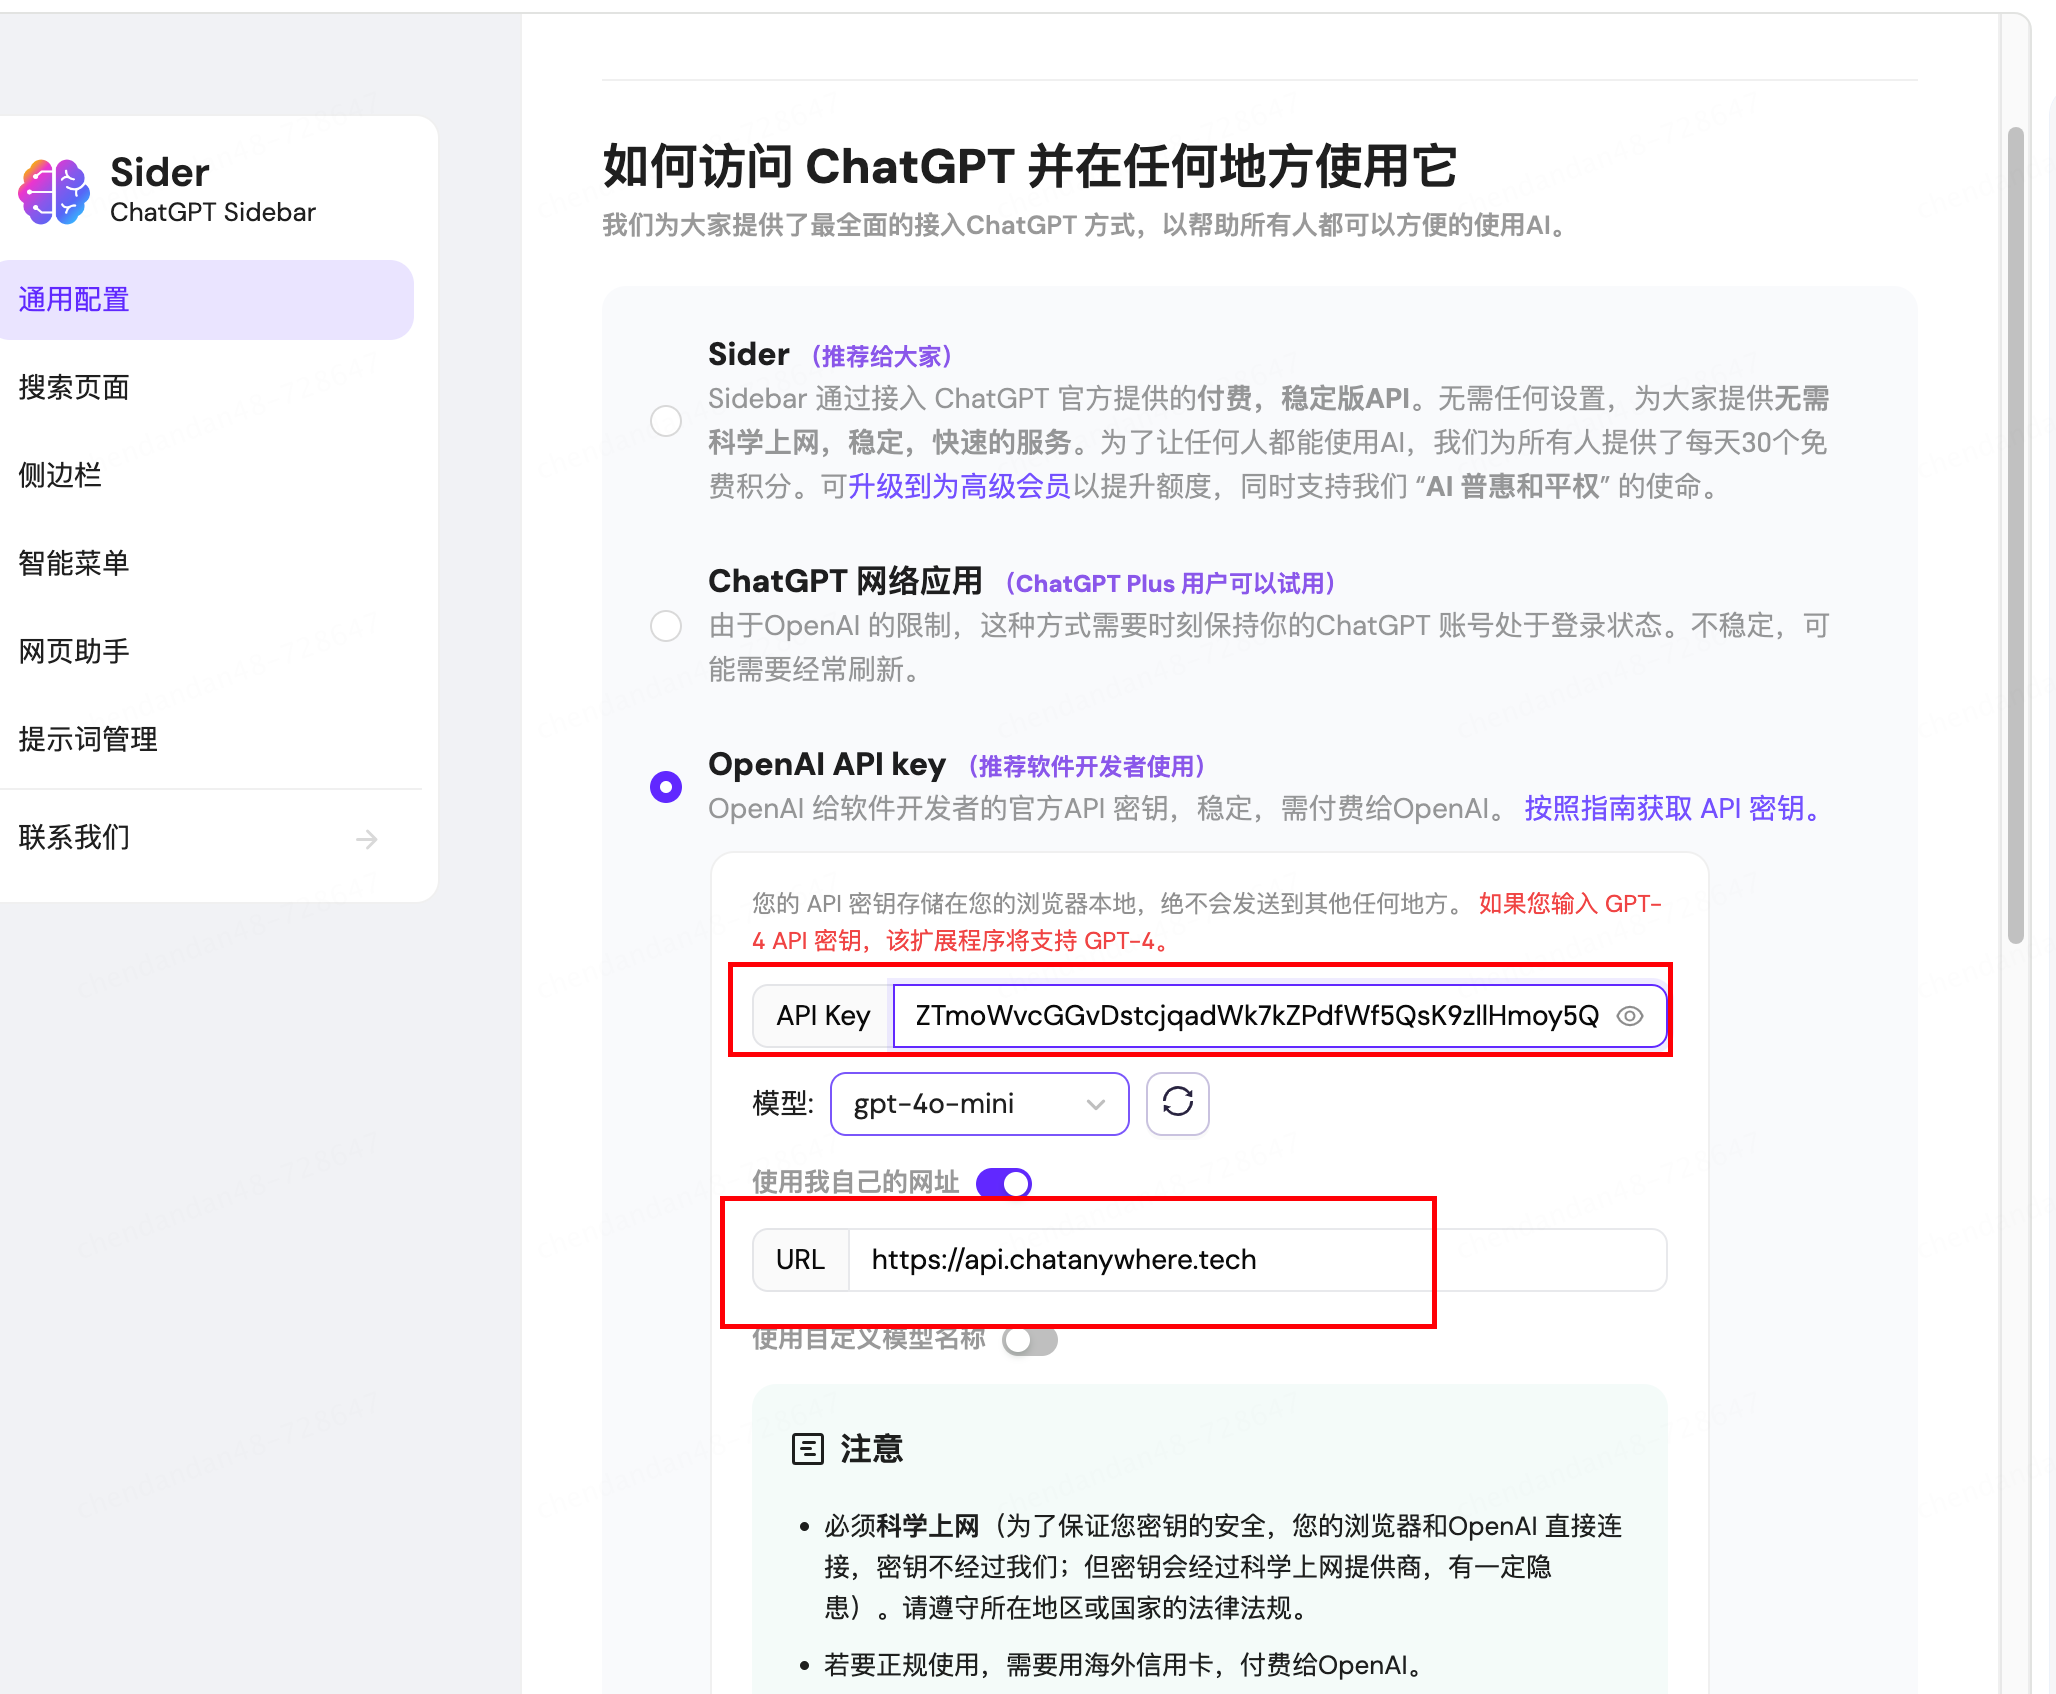 Sider
ChatGPT Sidebar
通用配置
搜索页面
侧边栏
智能菜单
网页助手
提示词管理
联系我们
如何访问 ChatGPT 并在任何地方使用它
我们为大家提供了最全面的接入ChatGPT 方式，以帮助所有人都可以方便的使用AI。
Sider （推荐给大家）
Sidebar 通过接入 ChatGPT 官方提供的付费，稳定版API。无需任何设置，为大家提供无需
科学上网，稳定，快速的服务。为了让任何人都能使用AI，我们为所有人提供了每天30个免
费积分。可升级到为高级会员以提升额度，同时支持我们 “AI 普惠和平权” 的使命。
ChatGPT 网络应用 （ChatGPT Plus 用户可以试用）
由于OpenAI 的限制，这种方式需要时刻保持你的ChatGPT 账号处于登录状态。不稳定，可
能需要经常刷新。
OpenAI API key （推荐软件开发者使用）
OpenAI 给软件开发者的官方API 密钥，稳定，需付费给OpenAI。 按照指南获取 API 密钥。
您的 API 密钥存储在您的浏览器本地，绝不会发送到其他任何地方。 如果您输入 GPT-
4 API 密钥，该扩展程序将支持 GPT-4。
API Key ZTmoWvcGGvDstcjqadWk7kZPdfWf5QsK9zllHmoy5Q
模型: gpt-4o-mini
使用我自己的网址
URL https://api.chatanywhere.tech
使用自定义模型名称
注意
• 必须科学上网（为了保证您密钥的安全，您的浏览器和OpenAI 直接连
接，密钥不经过我们；但密钥会经过科学上网提供商，有一定隐
患）。请遵守所在地区或国家的法律法规。
• 若要正规使用，需要用海外信用卡，付费给OpenAI。